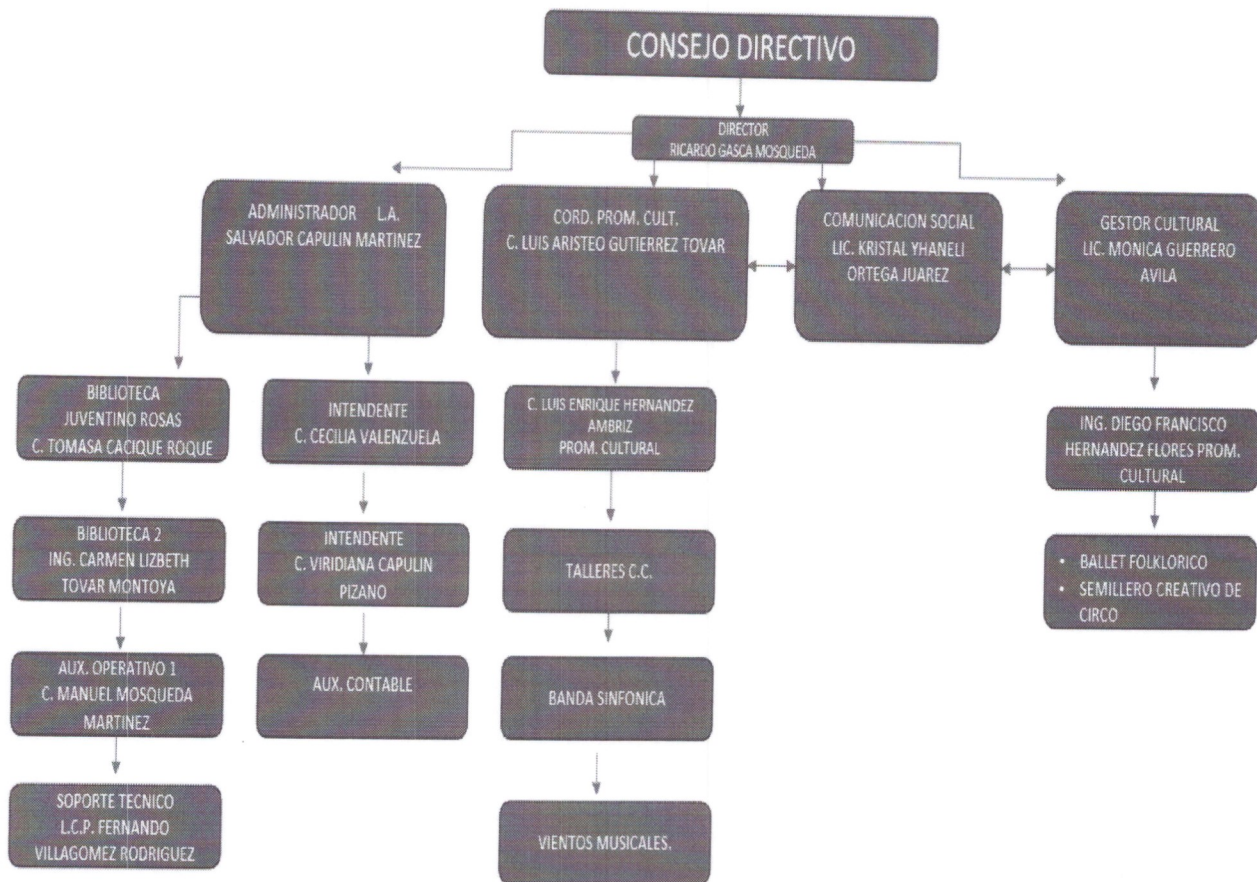 CONSEJO DIRECTIVO
DIRECTOR
RICARDO GASCA MOSQUEDA
ADMINISTRADOR L.A.
SALVADOR CAPULIN MARTINEZ
CORD. PROM. CULT.
C. LUIS ARISTEO GUTIERREZ TOVAR
COMUNICACION SOCIAL
LIC. KRISTAL YHANELI
ORTEGA JUAREZ
GESTOR CULTURAL
LIC. MONICA GUERRERO
AVILA
BIBLIOTECA
JUVENTINO ROSAS
C. TOMASA CACIQUE ROQUE
INTENDENTE
C. CECILIA VALENZUELA
C. LUIS ENRIQUE HERNANDEZ
AMBRIZ
PROM. CULTURAL
ING. DIEGO FRANCISCO
HERNANDEZ FLORES PROM.
CULTURAL
BIBLIOTECA 2
ING. CARMEN LIZBETH
TOVAR MONTOYA
INTENDENTE
C. VIRIDIANA CAPULIN
PIZANO
TALLERES C.C.
• BALLET FOLKLORICO
• SEMILLERO CREATIVO DE
CIRCO
AUX. OPERATIVO 1
C. MANUEL MOSQUEDA
MARTINEZ
AUX. CONTABLE
BANDA SINFONICA
SOPORTE TECNICO
L.C.P. FERNANDO
VILLAGOMEZ RODRIGUEZ
VIENTOS MUSICALES.